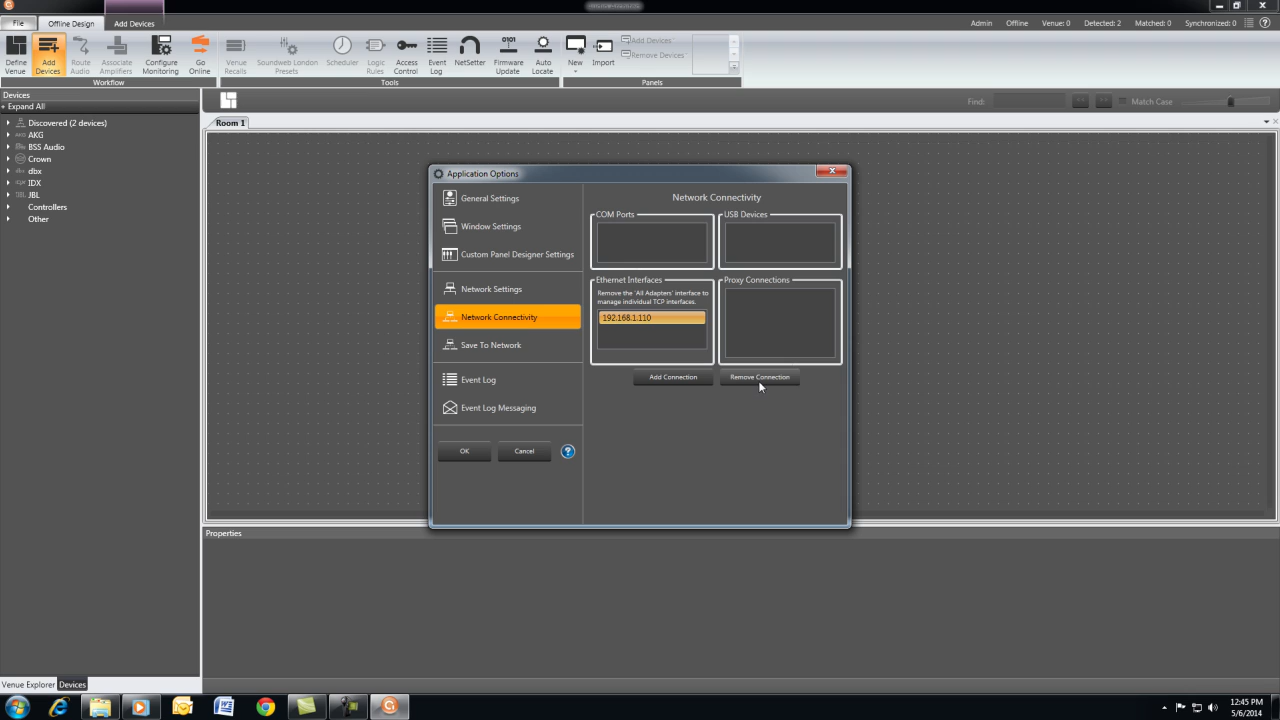 File
Offline Design
Add Devices
Admin
Offline
Venue: 0
Detected: 2
Matched: 0
Synchronized: 0
Define Venue
Add Devices
Route Audio
Associate Amplifiers
Configure Monitoring
Go Online
Venue Recalls
Soundweb London Presets
Scheduler
Logic Rules
Access Control
Event Log
NetSetter
Firmware Update
Auto Locate
New
Import
Add Devices
Remove Devices
Workflow
Tools
Panels
Devices
Expand All
Find:
Match Case
Discovered (2 devices)
AKG
BSS Audio
Crown
dbx
IDX
JBL
Controllers
Other
Room 1
Application Options
General Settings
Window Settings
Custom Panel Designer Settings
Network Settings
Network Connectivity
Save To Network
Event Log
Event Log Messaging
OK
Cancel
Network Connectivity
COM Ports
USB Devices
Ethernet Interfaces
Proxy Connections
Remove the 'All Adapters' interface to
manage individual TCP interfaces.
192.168.1.110
Add Connection
Remove Connection
Properties
Venue Explorer
Devices
12:45 PM
5/6/2014